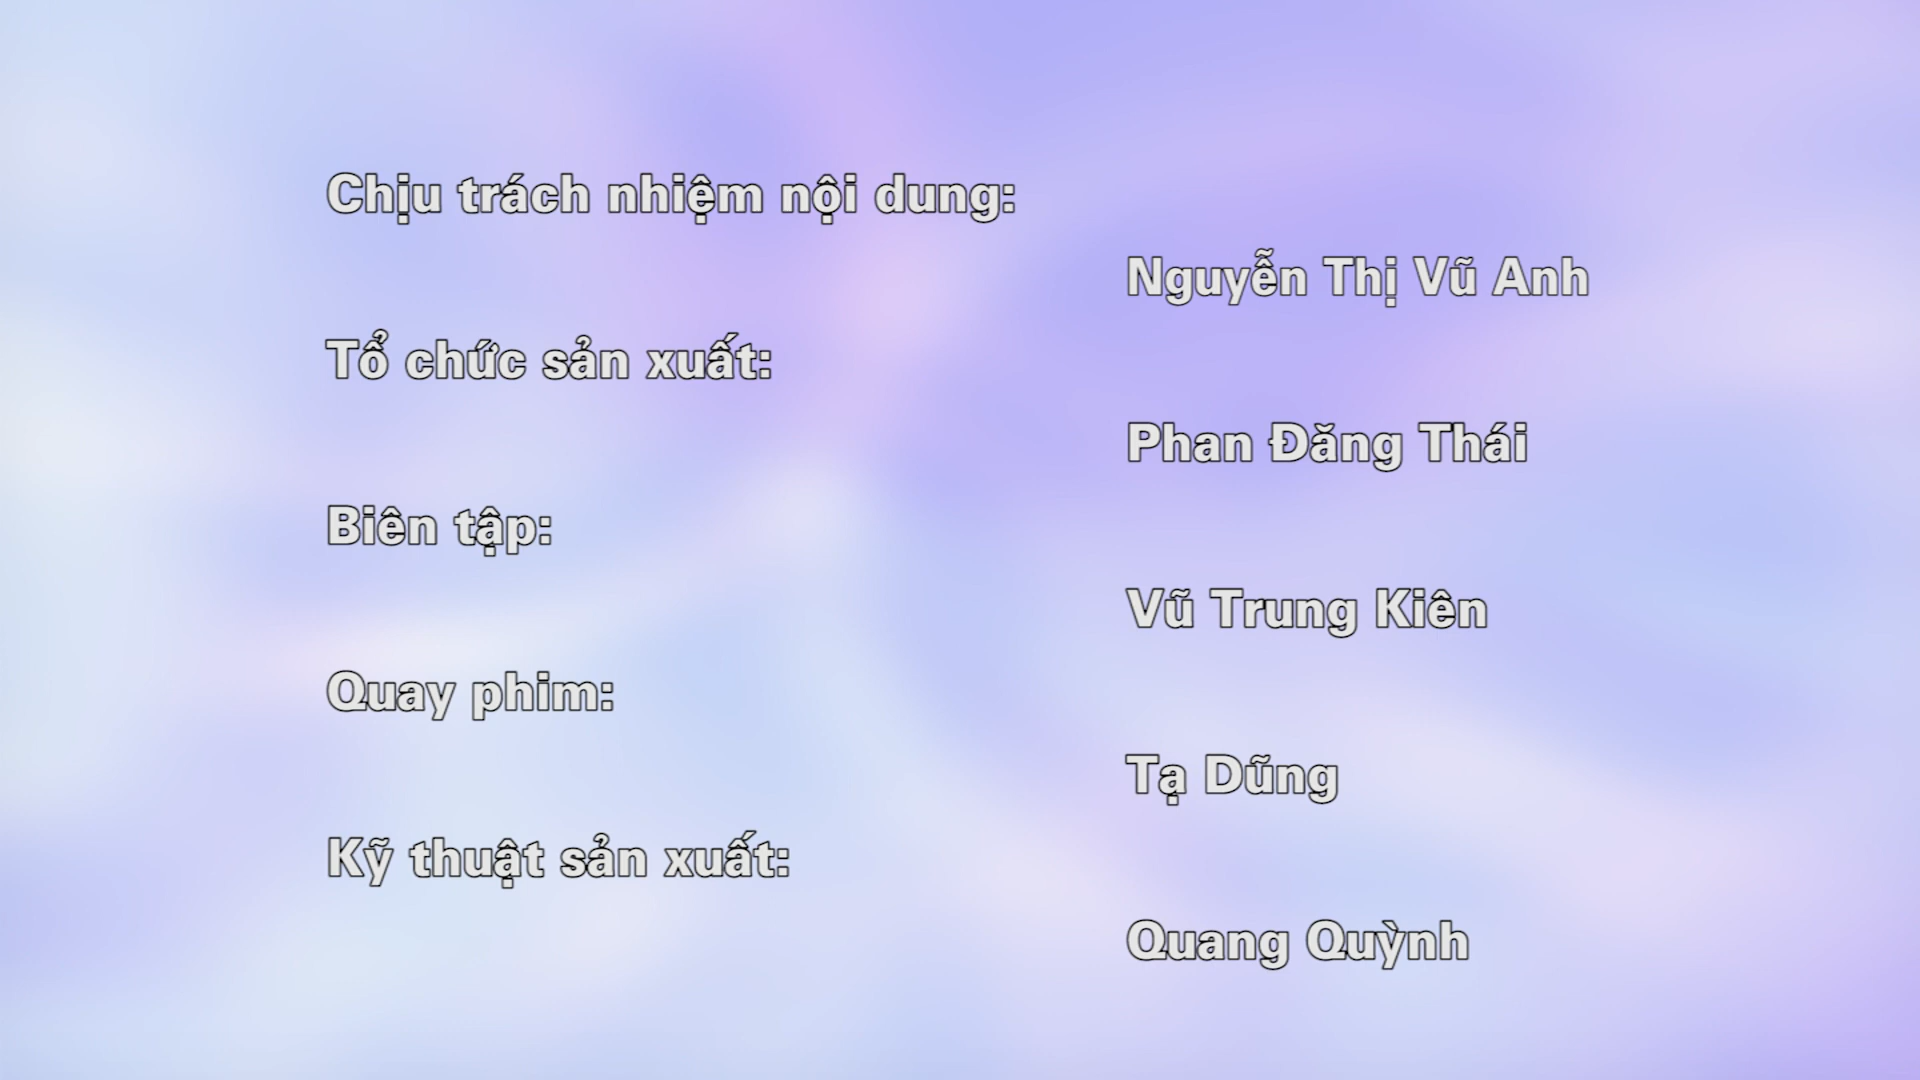 Chịu trách nhiệm nội dung:
Nguyễn Thị Vũ Anh
Tổ chức sản xuất:
Phan Đăng Thái
Biên tập:
Vũ Trung Kiên
Quay phim:
Tạ Dũng
Kỹ thuật sản xuất:
Quang Quỳnh